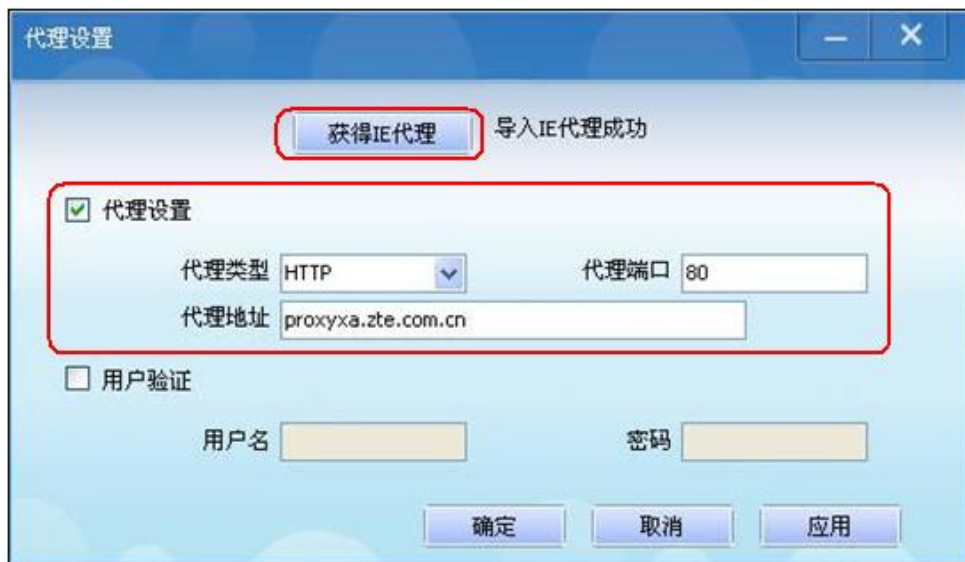 代理设置
获得IE代理 导入IE代理成功
代理设置
代理类型 HTTP 代理端口 80
代理地址 proxyxa.zte.com.cn
用户验证
用户名 密码
确定 取消 应用